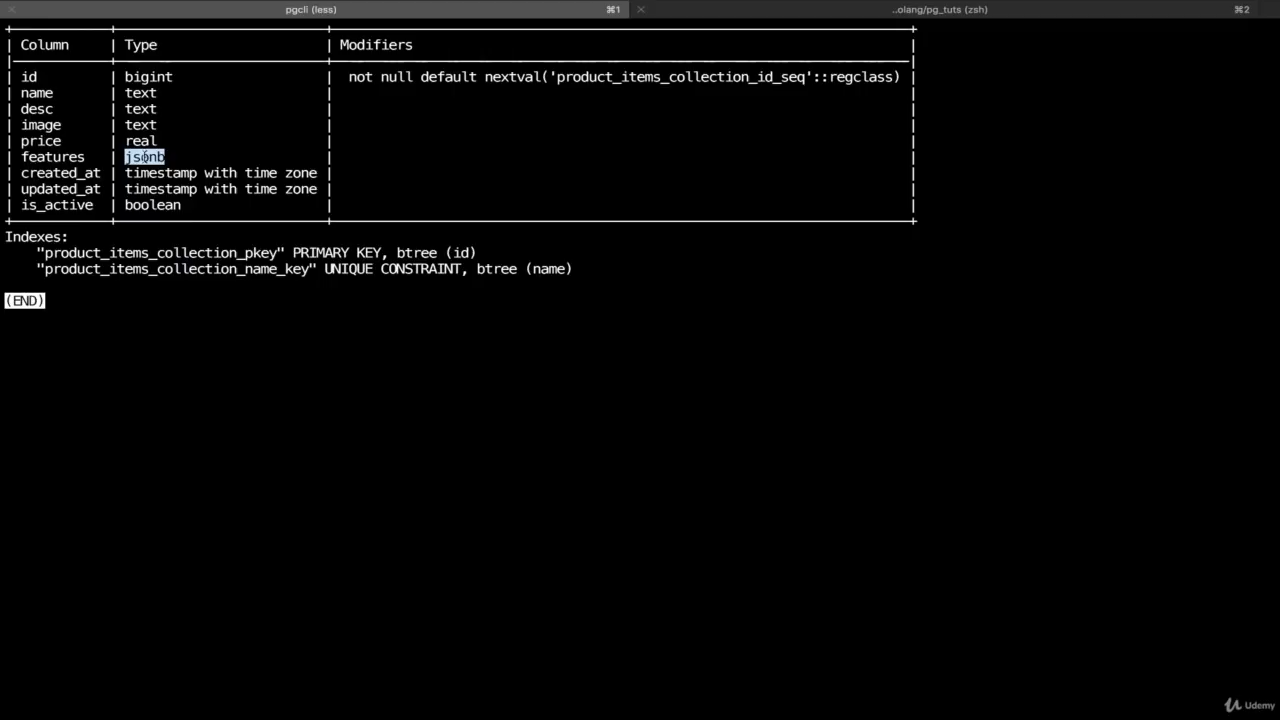 pgcli (less) ⌘1 ..olang/pg_tuts (zsh) ⌘2
| Column | Type | Modifiers |
| id | bigint | not null default nextval('product_items_collection_id_seq'::regclass) |
| name | text | |
| desc | text | |
| image | text | |
| price | real | |
| features | jsonb | |
| created_at | timestamp with time zone | |
| updated_at | timestamp with time zone | |
| is_active | boolean | |
Indexes:
"product_items_collection_pkey" PRIMARY KEY, btree (id)
"product_items_collection_name_key" UNIQUE CONSTRAINT, btree (name)
(END)
Udemy